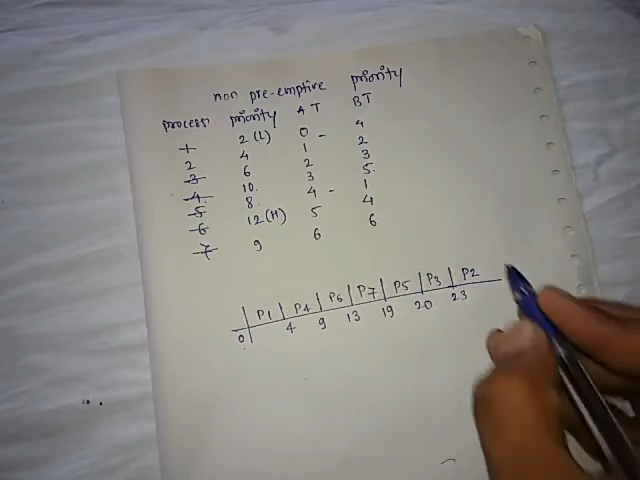 non pre-emptive priority
process priority AT BT
1 2(L) 0 - 4
2 4 1 2
3 6 2 3
4 10. 3 5.
5 8. 4 - 1
6 12(H) 5 4
7 9 6 6
P1 P4 P6 P7 P5 P3 P2
0 4 9 13 19 20 23